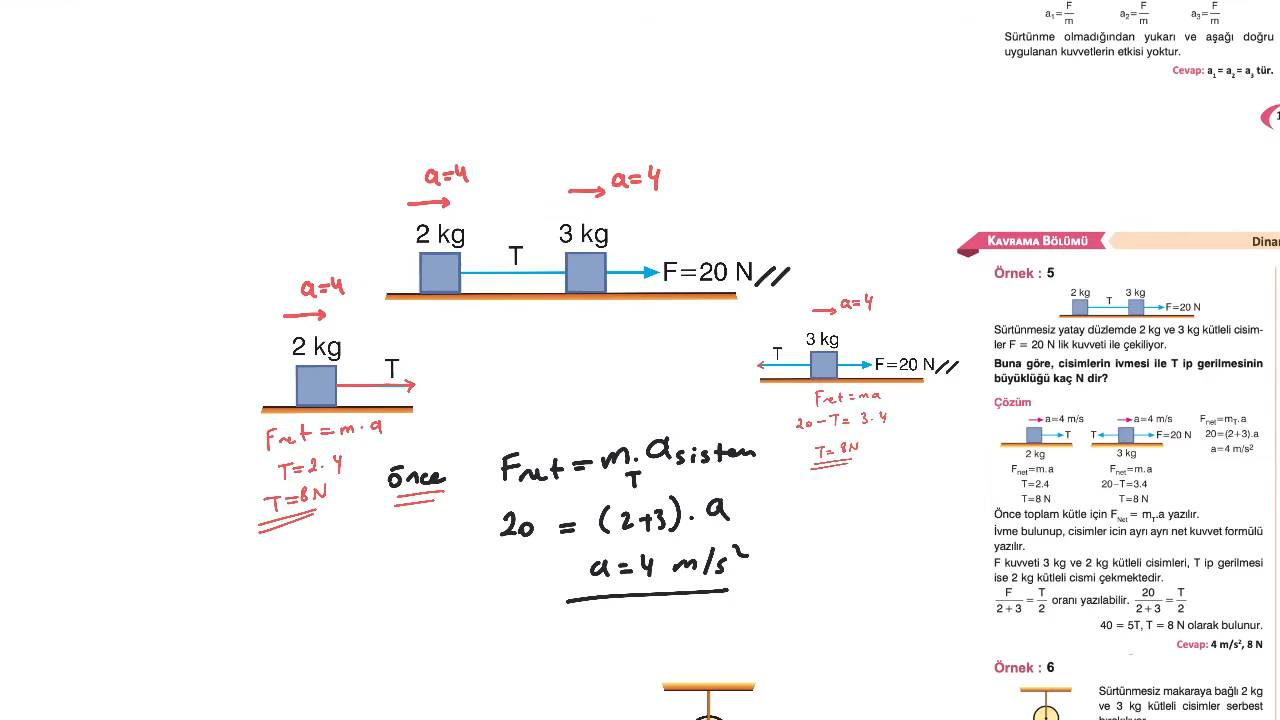 a=4
a=4
2 kg
T
3 kg
F=20 N
a=4
2 kg
T
Fnet = m.a
T=2.4
T=8N
önce
Fnet = m.a sistem
T
20 = (2+3).a
a=4 m/s²
a=4
3 kg
T
F=20 N
Fnet=ma
20-T= 3.4
T=8N
a₁=F/m a₂=F/m a₃=F/m
Sürtünme olmadığından yukarı ve aşağı doğru
uygulanan kuvvetlerin etkisi yoktur.
Cevap: a₁ = a₂ = a₃ tür.
1
KAVRAMA BÖLÜMÜ
Dinar
Örnek : 5
2 kg T 3 kg F=20 N
Sürtünmesiz yatay düzlemde 2 kg ve 3 kg kütleli cisim-
ler F = 20 N lik kuvveti ile çekiliyor.
Buna göre, cisimlerin ivmesi ile T ip gerilmesinin
büyüklüğü kaç N dir?
Çözüm
a=4 m/s a=4 m/s Fnet=mT.a
T T F=20 N 20=(2+3).a
2 kg 3 kg a=4 m/s²
Fnet=m.a Fnet=m.a
T=2.4 20-T=3.4
T=8 N T=8 N
Önce toplam kütle için FNet = mT.a yazılır.
İvme bulunup, cisimler icin ayrı ayrı net kuvvet formülü
yazılır.
F kuvveti 3 kg ve 2 kg kütleli cisimleri, T ip gerilmesi
ise 2 kg kütleli cismi çekmektedir.
F/2+3 = T/2 oranı yazılabilir. 20/2+3 = T/2
40 = 5T, T = 8 N olarak bulunur.
Cevap: 4 m/s², 8 N
Örnek : 6
Sürtünmesiz makaraya bağlı 2 kg
ve 3 kg kütleli cisimler serbest